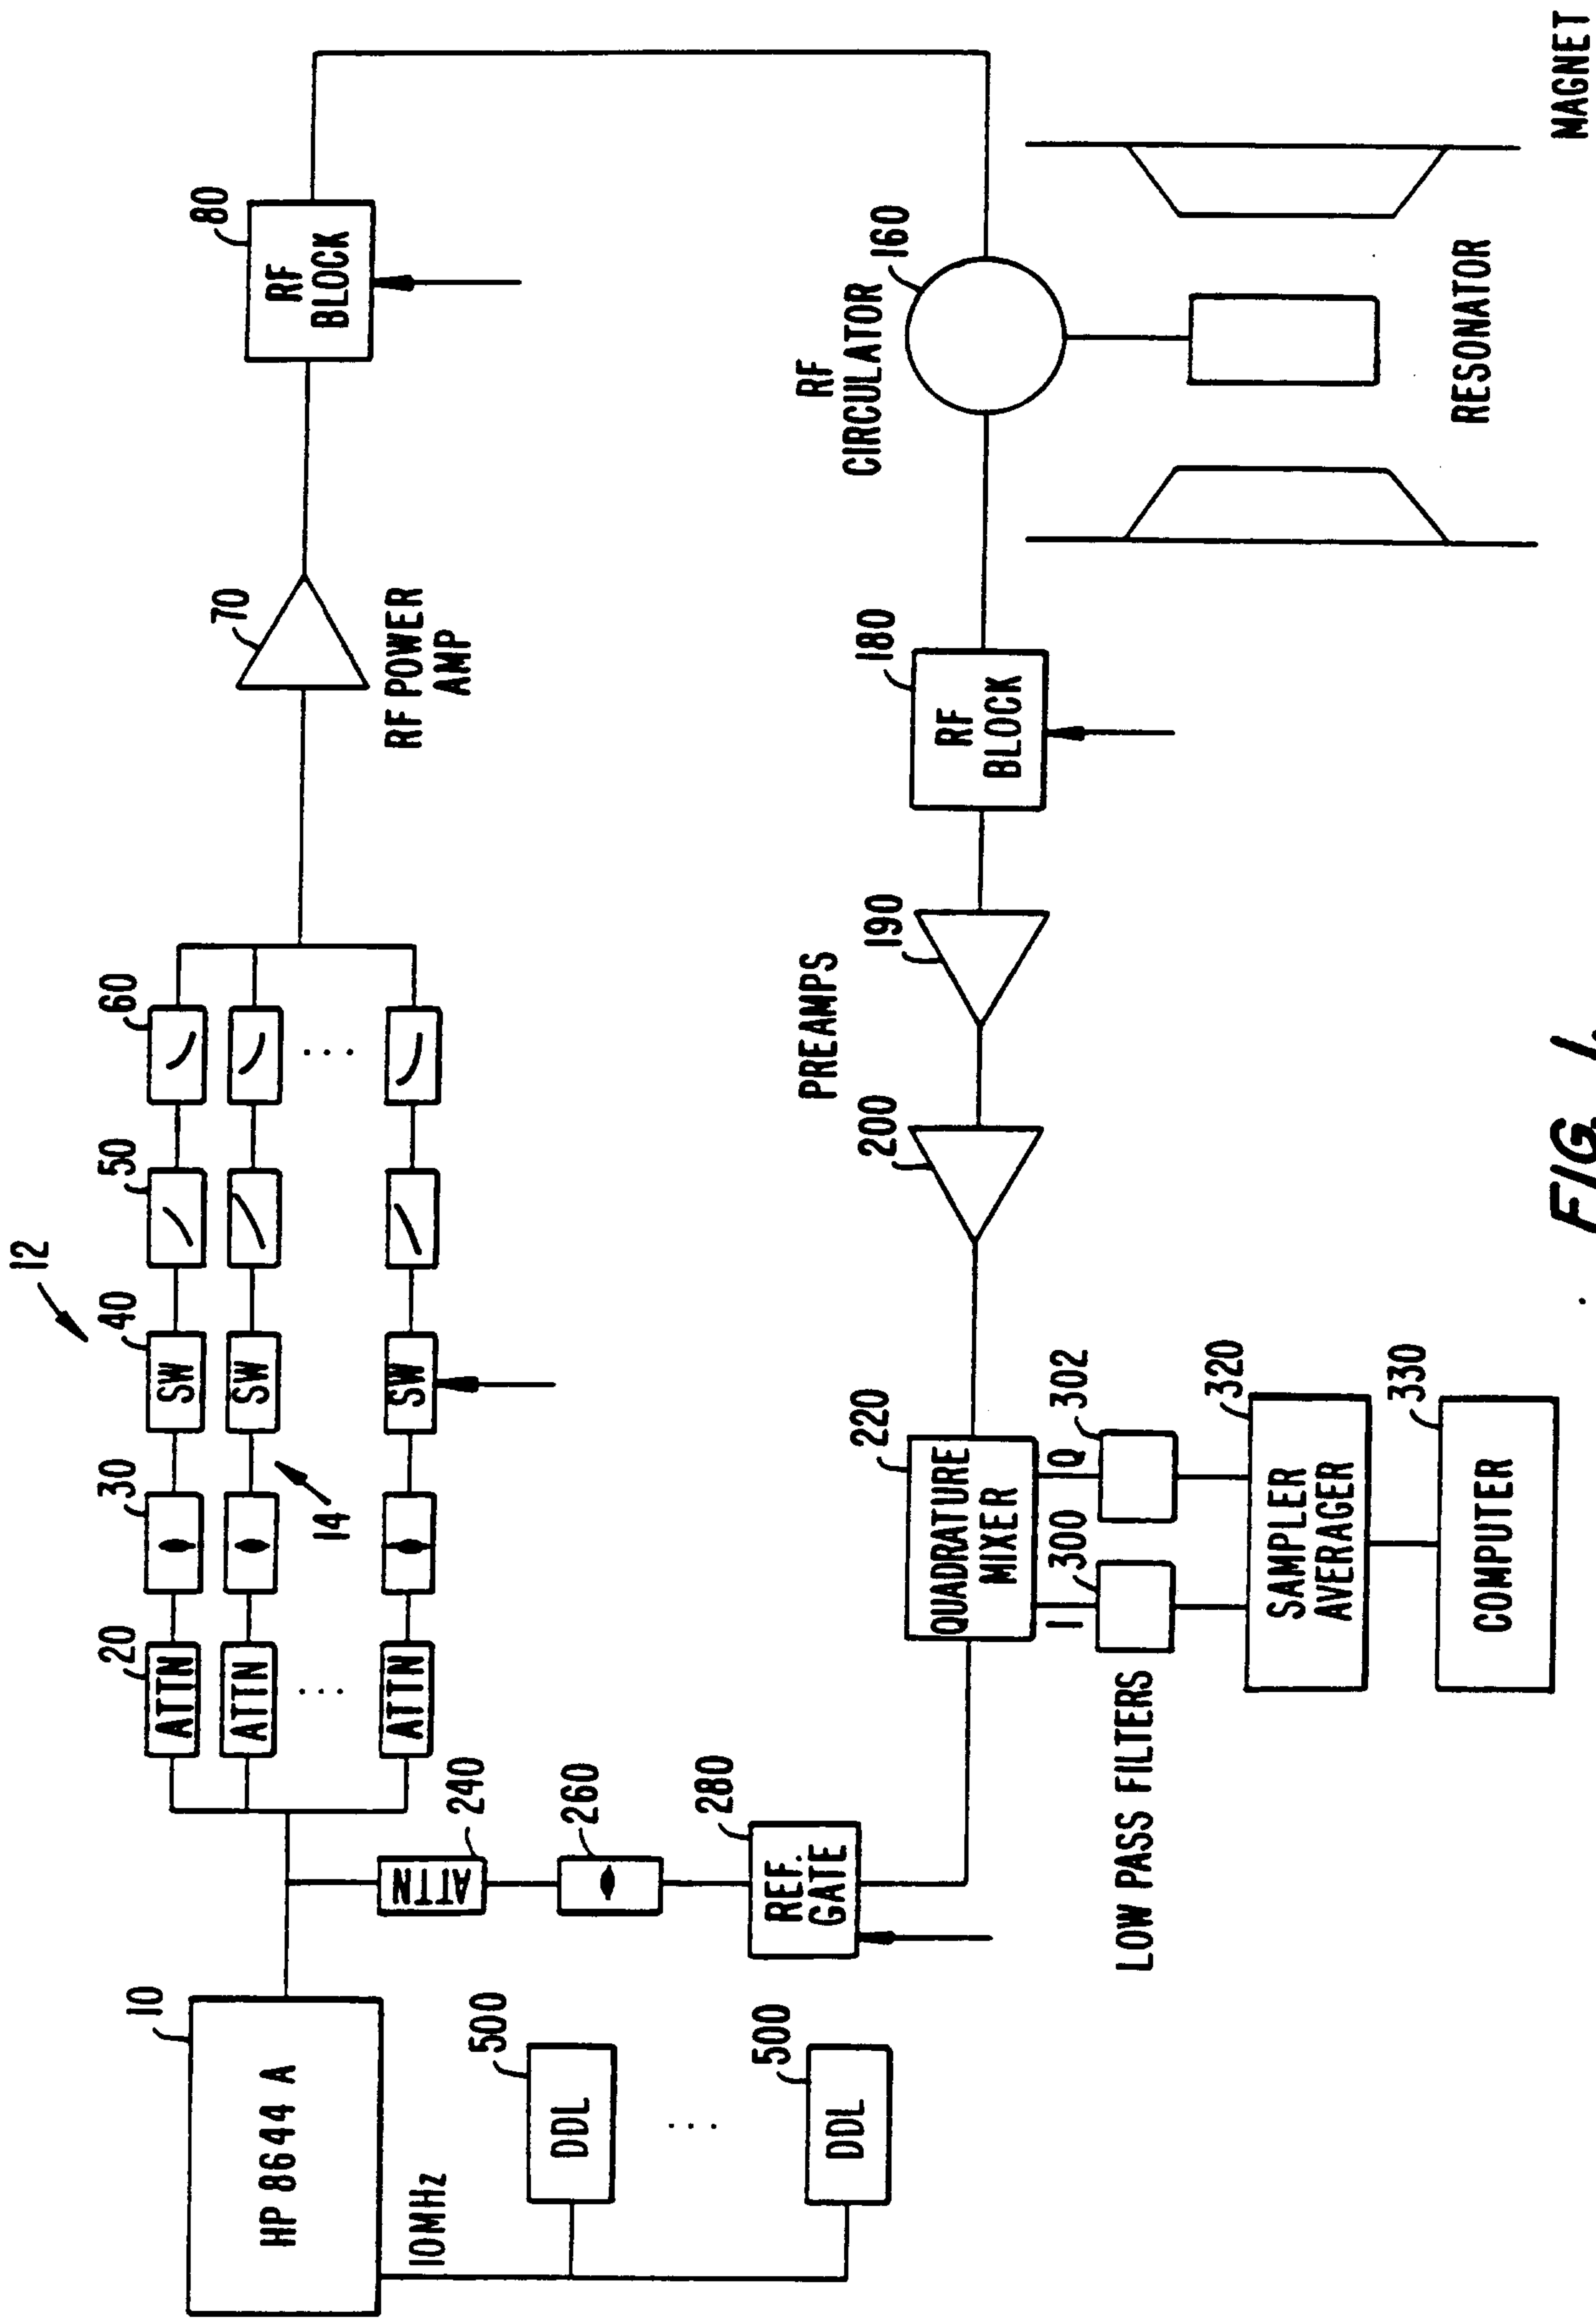 12
10
HP 8644 A
10MHz
20
30
40
50
60
ATTN
SW
ATTN
SW
14
ATTN
SW
70
RF POWER
AMP
80
RF
BLOCK
240
ATTN
260
280
REF.
GATE
500
DDL
500
DDL
PREAMPS
200
190
180
RF
BLOCK
RF
CIRCULATOR
160
220
QUADRATURE
MIXER
I
300
Q
302
LOW PASS FILTERS
320
SAMPLER
AVERAGER
330
COMPUTER
RESONATOR
MAGNET
FIG. 1.